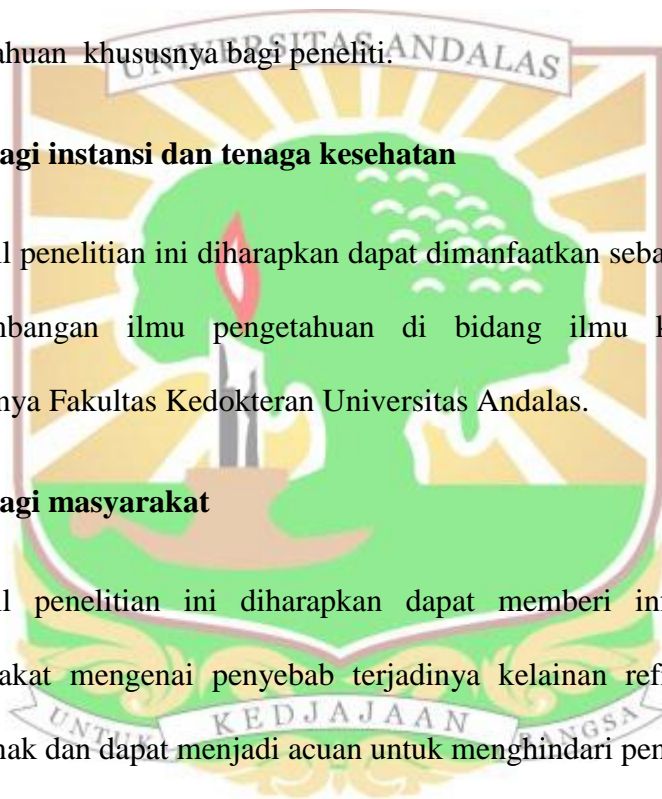 UNIVERSITAS ANDALAS
ahuan khususnya bagi peneliti.
agi instansi dan tenaga kesehatan
l penelitian ini diharapkan dapat dimanfaatkan seba
mbangan ilmu pengetahuan di bidang ilmu k
nya Fakultas Kedokteran Universitas Andalas.
agi masyarakat
l penelitian ini diharapkan dapat memberi in
akat mengenai penyebab terjadinya kelainan ref
UNTUK KEDJAJAAN BANGSA
nak dan dapat menjadi acuan untuk menghindari pen